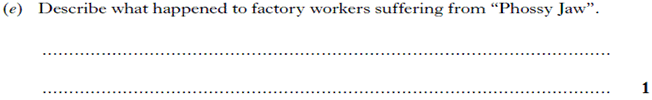 (e) Describe what happened to factory workers suffering from “Phossy Jaw”.
..........................................................................................................
.......................................................................................................... 1